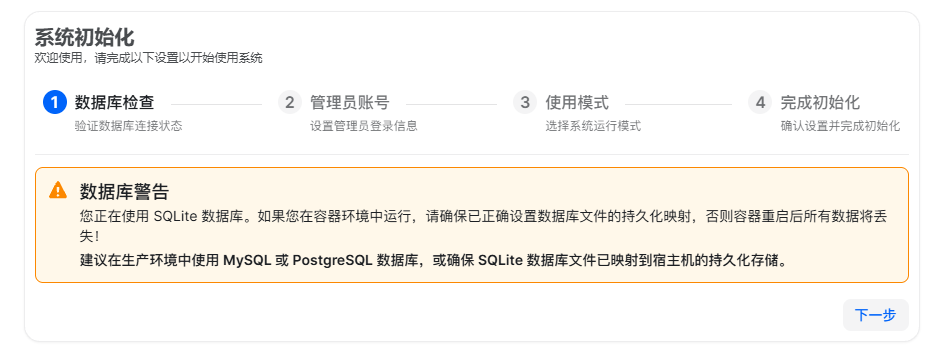 系统初始化
欢迎使用，请完成以下设置以开始使用系统
1 数据库检查 2 管理员账号 3 使用模式 4 完成初始化
验证数据库连接状态 设置管理员登录信息 选择系统运行模式 确认设置并完成初始化
数据库警告
您正在使用 SQLite 数据库。如果您在容器环境中运行，请确保已正确设置数据库文件的持久化映射，否则容器重启后所有数据将丢
失！
建议在生产环境中使用 MySQL 或 PostgreSQL 数据库，或确保 SQLite 数据库文件已映射到宿主机的持久化存储。
下一步